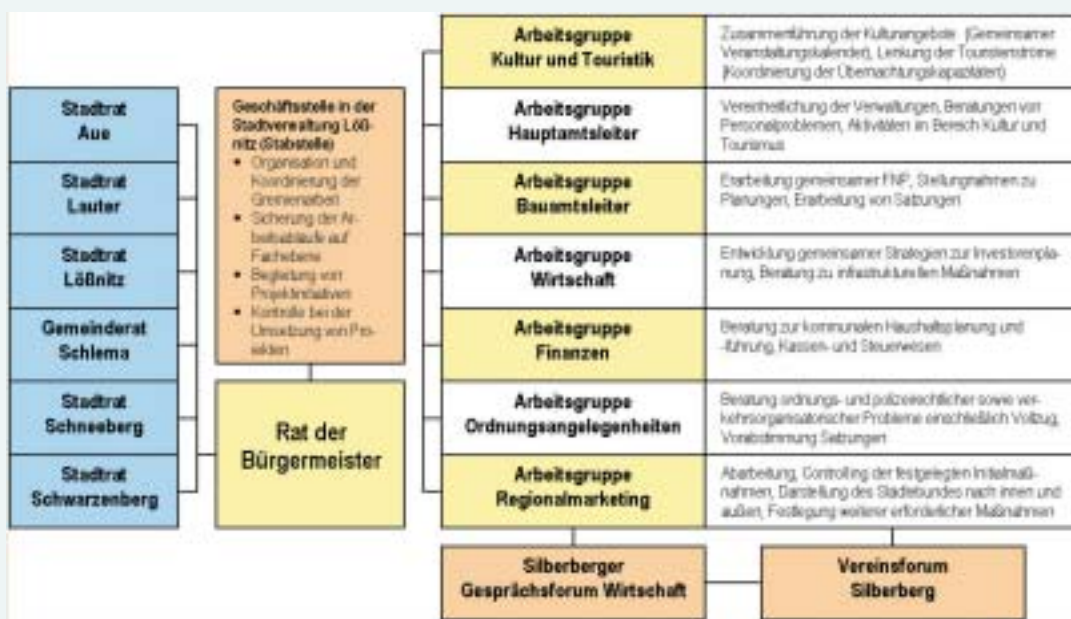 Stadtrat
Aue
Stadtrat
Lauter
Stadtrat
Lößnitz
Gemeinderat
Schlema
Stadtrat
Schneeberg
Stadtrat
Schwarzenberg
Geschäftsstelle in der
Stadtverwaltung Löß-
nitz (Stabstelle)
• Organisation und
Koordinierung der
Gremienarbeit
• Sicherung der Ar-
beitsabläufe auf
Fachebene
• Begleitung von
Projektinitiativen
• Kontrolle bei der
Umsetzung von Pro-
jekten
Rat der
Bürgermeister
Arbeitsgruppe
Kultur und Touristik
Zusammenführung der Kulturangebote (Gemeinsamer
Veranstaltungskalender), Lenkung der Touristenströme
(Koordinierung der Übernachtungskapazitäten)
Arbeitsgruppe
Hauptamtsleiter
Vereinheitlichung der Verwaltungen, Beratungen von
Personalproblemen, Aktivitäten im Bereich Kultur und
Tourismus
Arbeitsgruppe
Bauamtsleiter
Erarbeitung gemeinsamer FNP, Stellungnahmen zu
Planungen, Erarbeitung von Satzungen
Arbeitsgruppe
Wirtschaft
Entwicklung gemeinsamer Strategien zur Investorenpla-
nung, Beratung zu infrastrukturellen Maßnahmen
Arbeitsgruppe
Finanzen
Beratung zur kommunalen Haushaltsplanung und
-führung, Kassen- und Steuerwesen
Arbeitsgruppe
Ordnungsangelegenheiten
Beratung ordnungs- und polizeirechtlicher sowie ver-
kehrsorganisatorischer Probleme einschließlich Vollzug,
Vorabstimmung Satzungen
Arbeitsgruppe
Regionalmarketing
Abarbeitung, Controlling der festgelegten Initialmaß-
nahmen, Darstellung des Städtebundes nach innen und
außen, Festlegung weiterer erforderlicher Maßnahmen
Silberberger
Gesprächsforum Wirtschaft
Vereinsforum
Silberberg